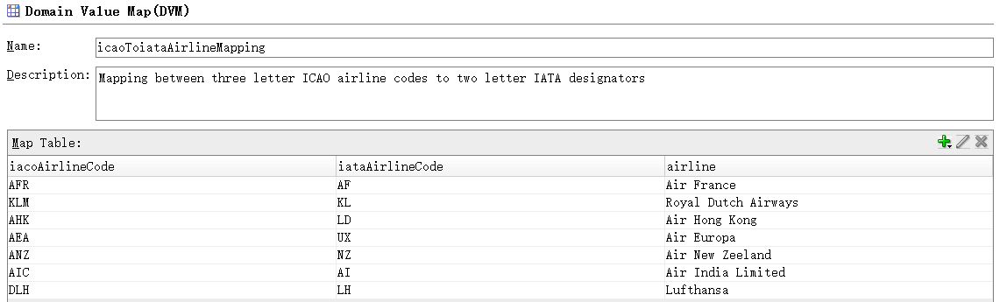 Domain Value Map(DVM)
Name: icaoToiataAirlineMapping
Description: Mapping between three letter ICAO airline codes to two letter IATA designators
Map Table:
iacoAirlineCode iataAirlineCode airline
AFR AF Air France
KLM KL Royal Dutch Airways
AHK LD Air Hong Kong
AEA UX Air Europa
ANZ NZ Air New Zeeland
AIC AI Air India Limited
DLH LH Lufthansa